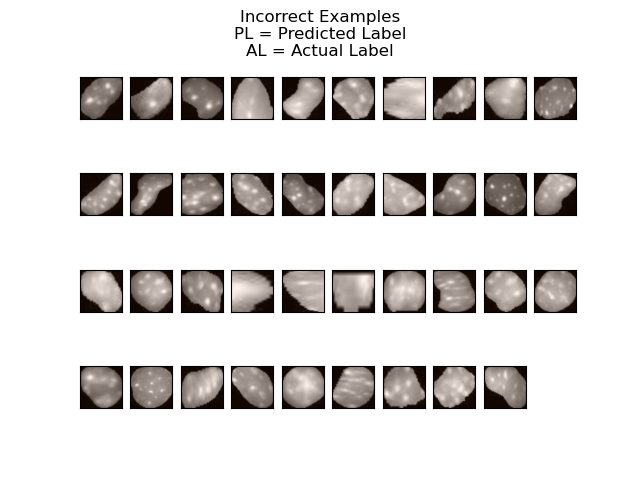 Incorrect Examples
PL = Predicted Label
AL = Actual Label